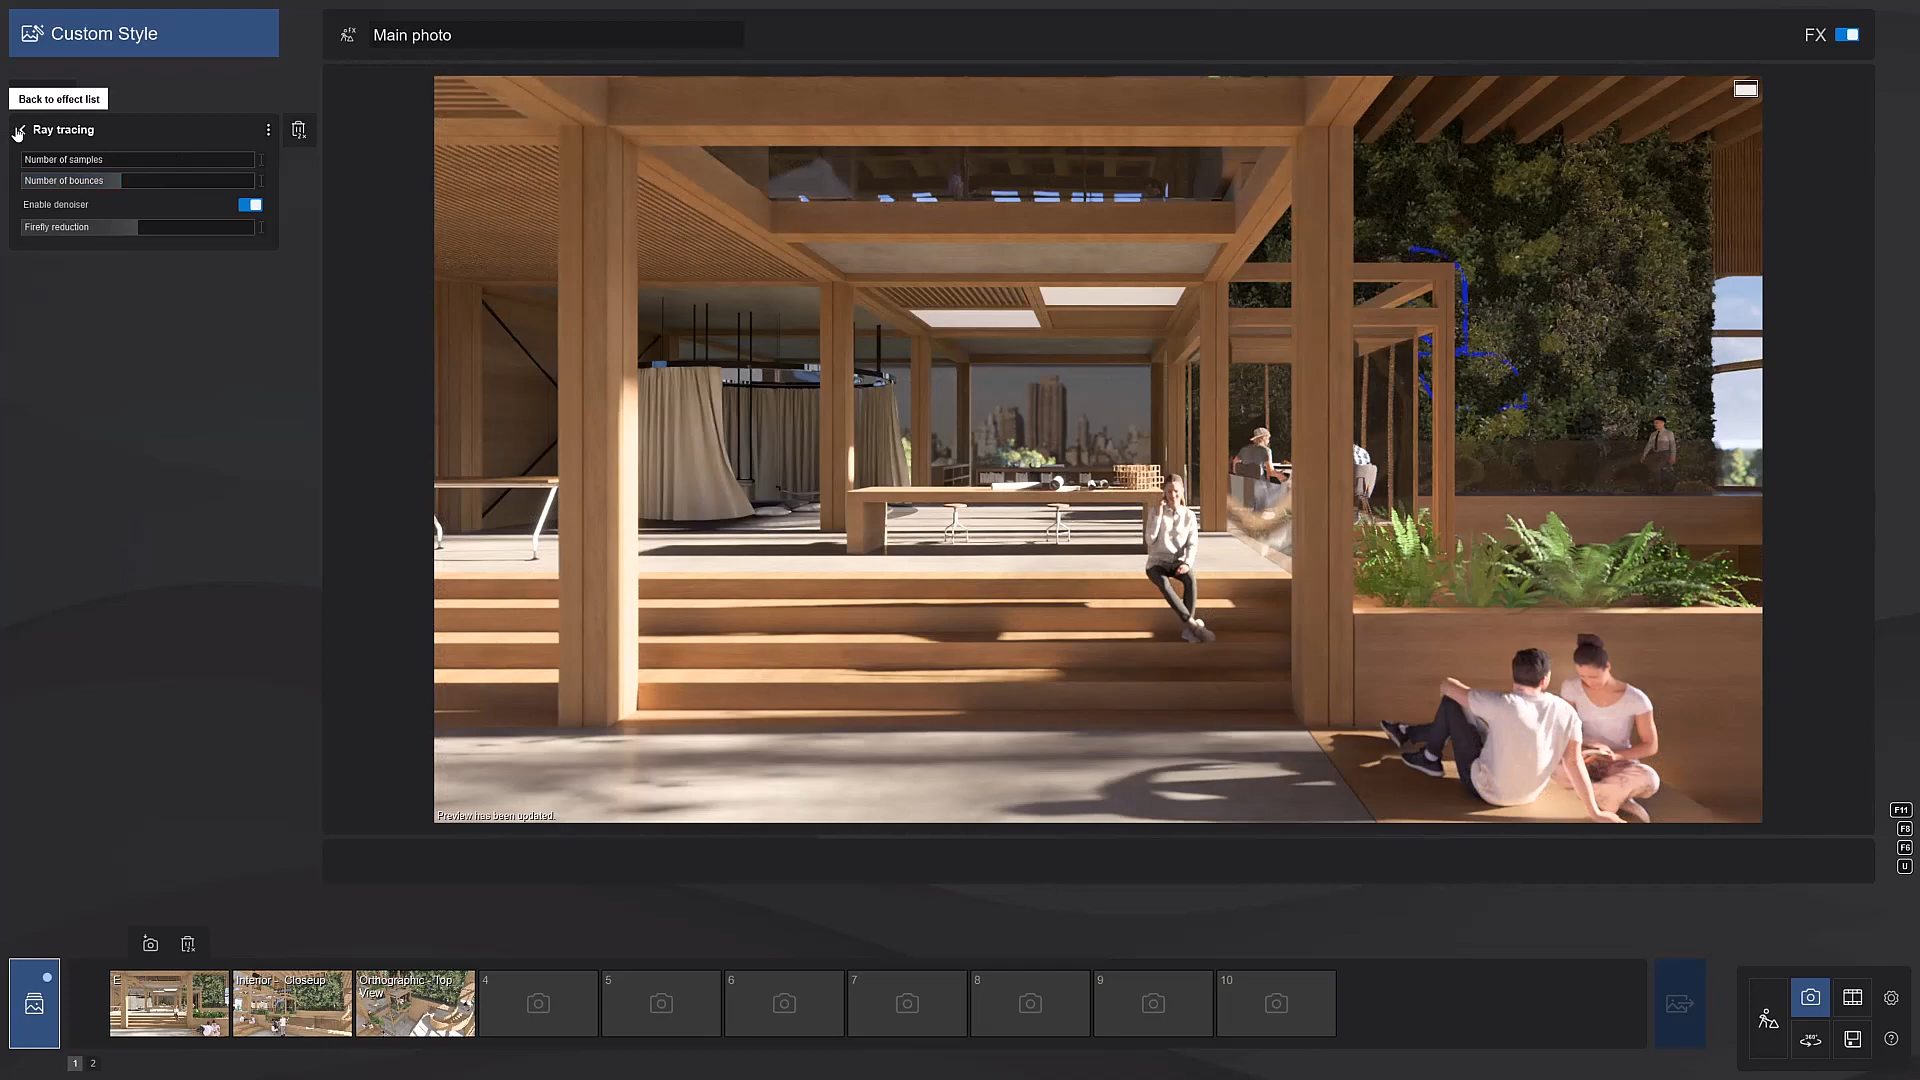 Custom Style
Main photo
FX
Back to effect list
Ray tracing
Number of samples
Number of bounces
Enable denoiser
Firefly reduction
Preview has been updated.
F11
F8
F6
U
E
Interior - Closeup
Orthographic - Top View
4
5
6
7
8
9
10
1
2